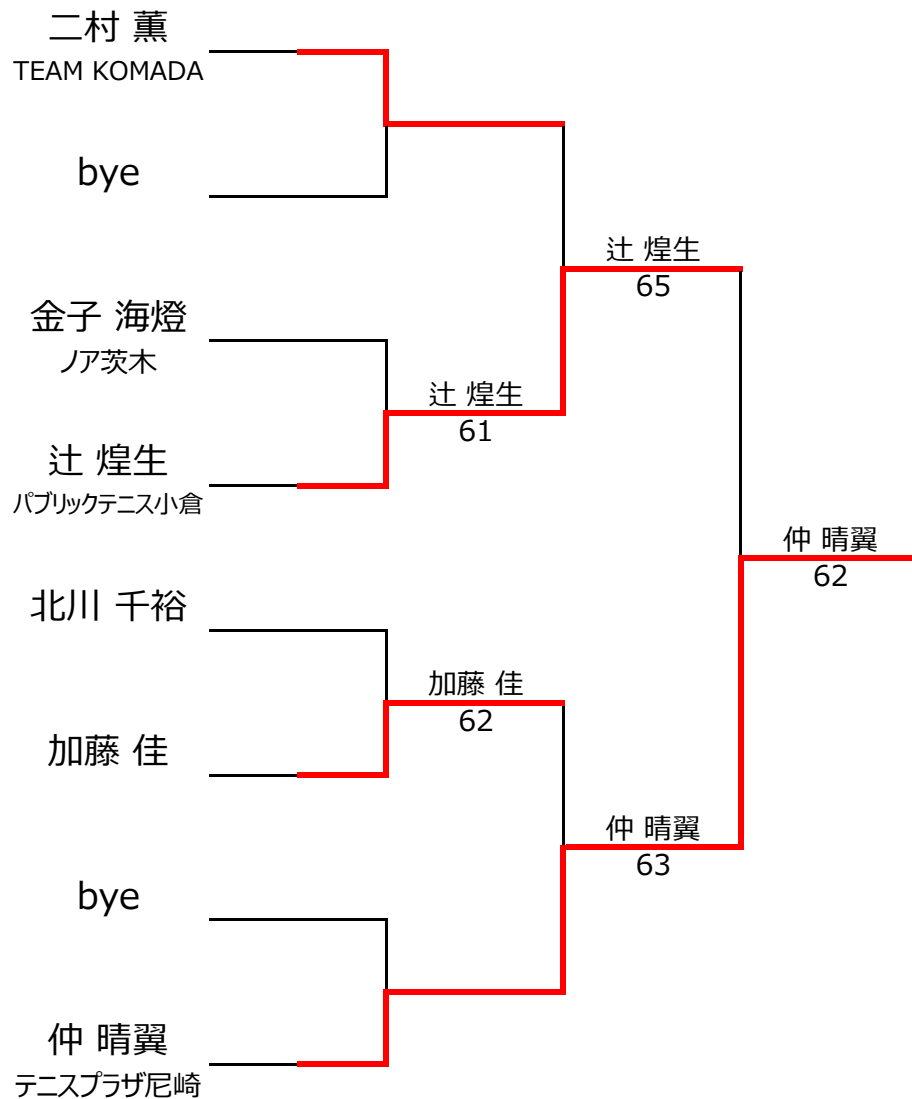 二村 薫
TEAM KOMADA
bye
辻 煌生
65
金子 海燈
ノア茨木
辻 煌生
61
辻 煌生
パブリックテニス小倉
仲 晴翼
62
北川 千裕
加藤 佳
62
加藤 佳
仲 晴翼
63
bye
仲 晴翼
テニスプラザ尼崎